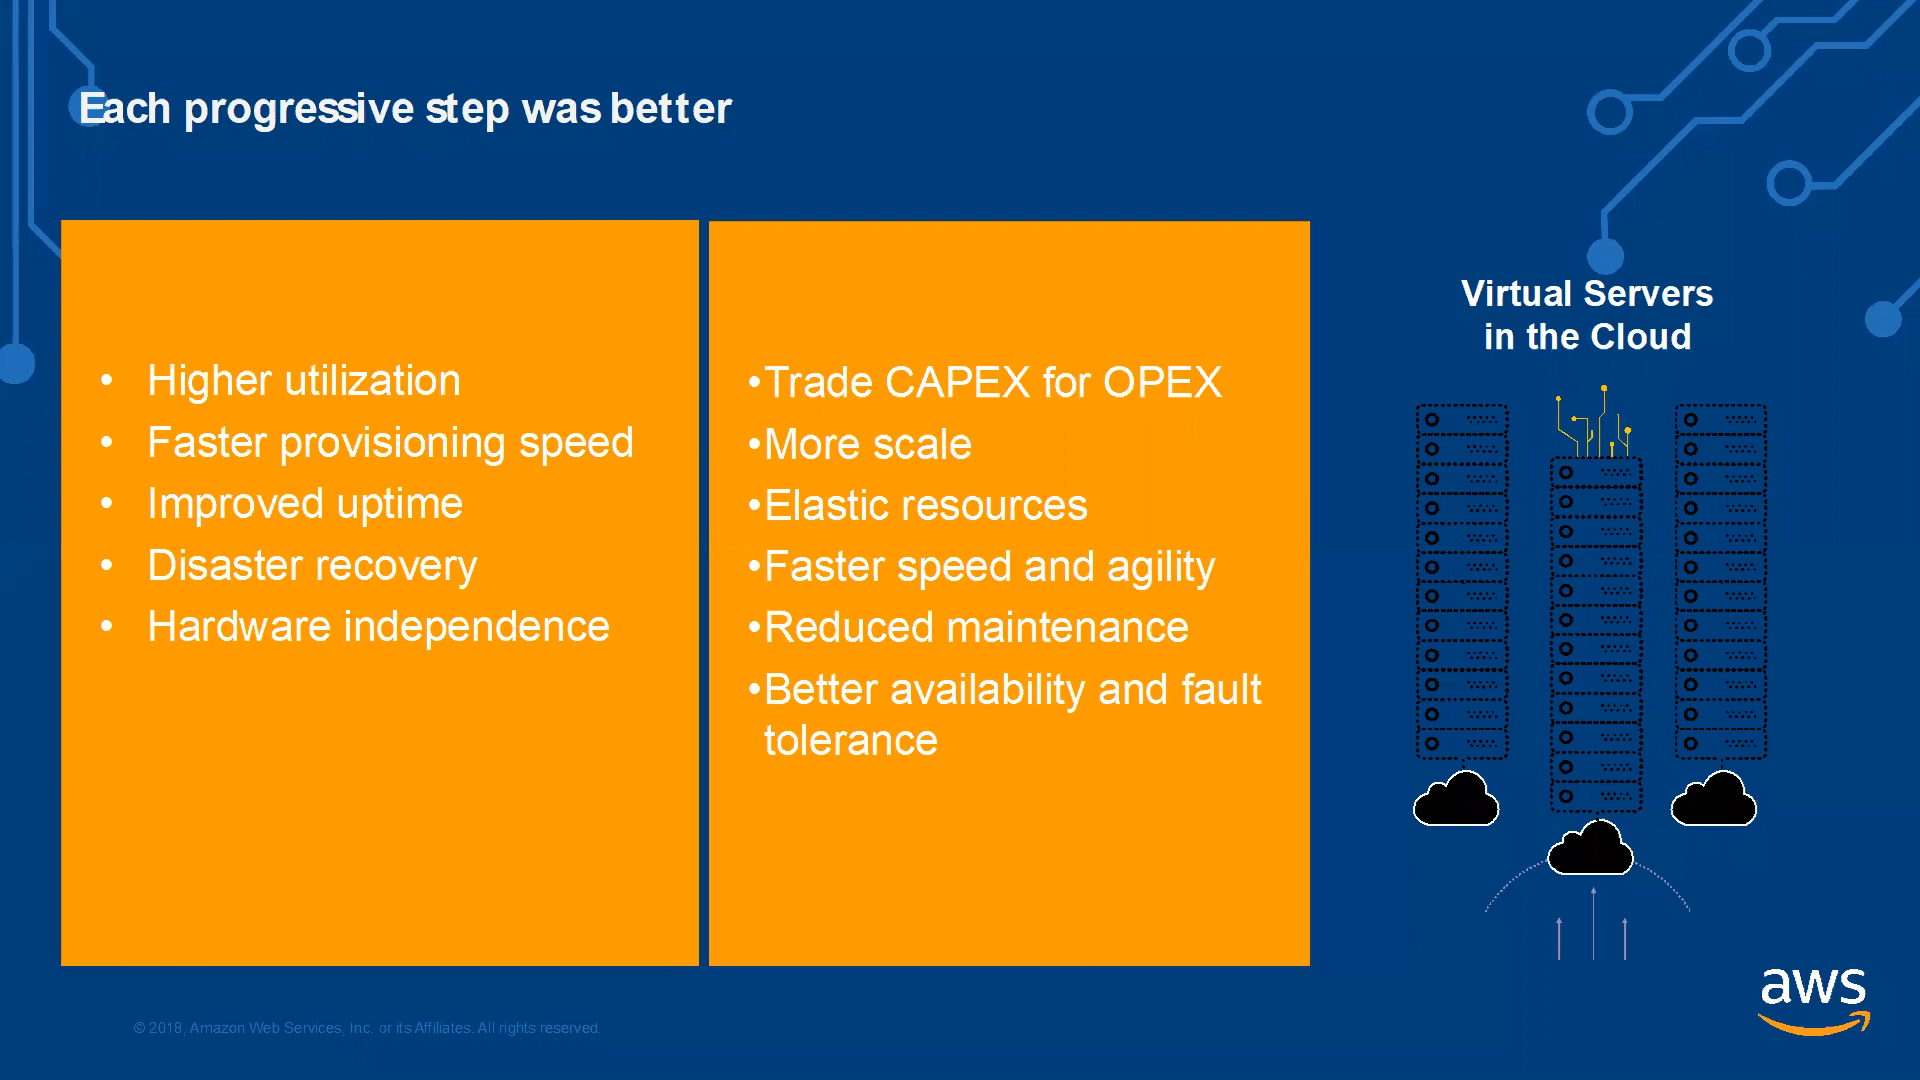 Each progressive step was better
• Higher utilization
• Faster provisioning speed
• Improved uptime
• Disaster recovery
• Hardware independence
•Trade CAPEX for OPEX
•More scale
•Elastic resources
•Faster speed and agility
•Reduced maintenance
•Better availability and fault
tolerance
Virtual Servers
in the Cloud
© 2018, Amazon Web Services, Inc. or its Affiliates. All rights reserved.
aws